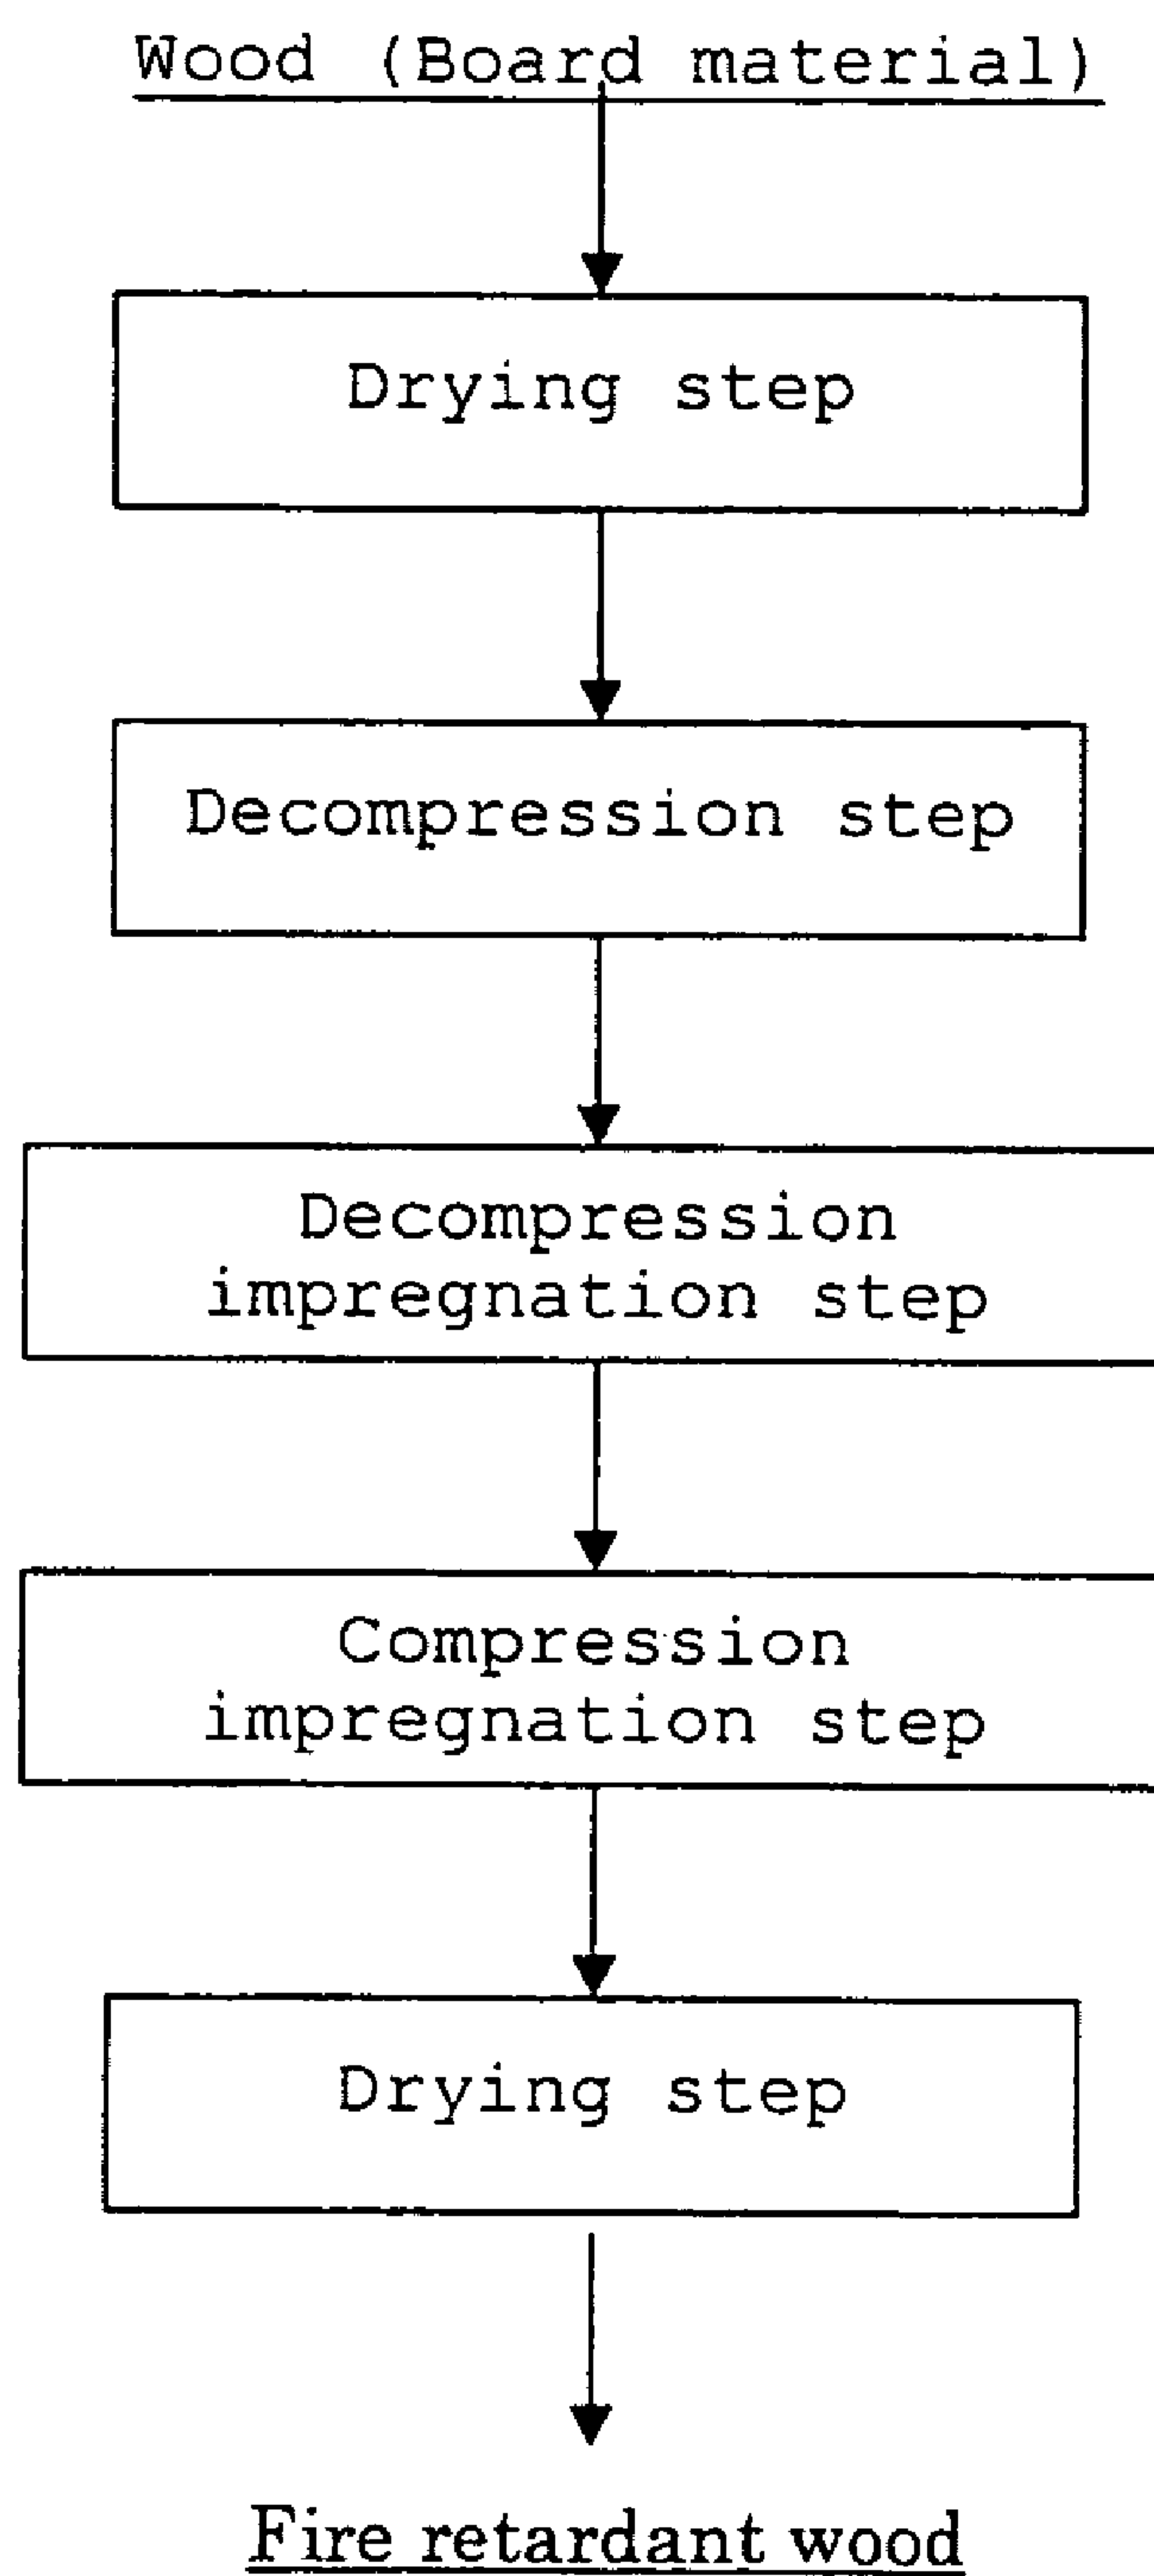 Wood (Board material)
Drying step
Decompression step
Decompression
impregnation step
Compression
impregnation step
Drying step
Fire retardant wood